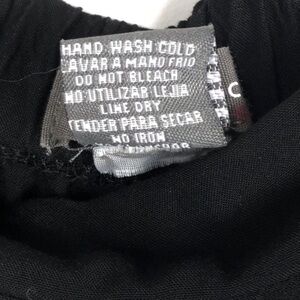 HAND WASH COLD
LAVAR A MANO FRIO
DO NOT BLEACH
NO UTILIZAR LEJIA
LINE DRY
TENDER PARA SECAR
NO IRON
C